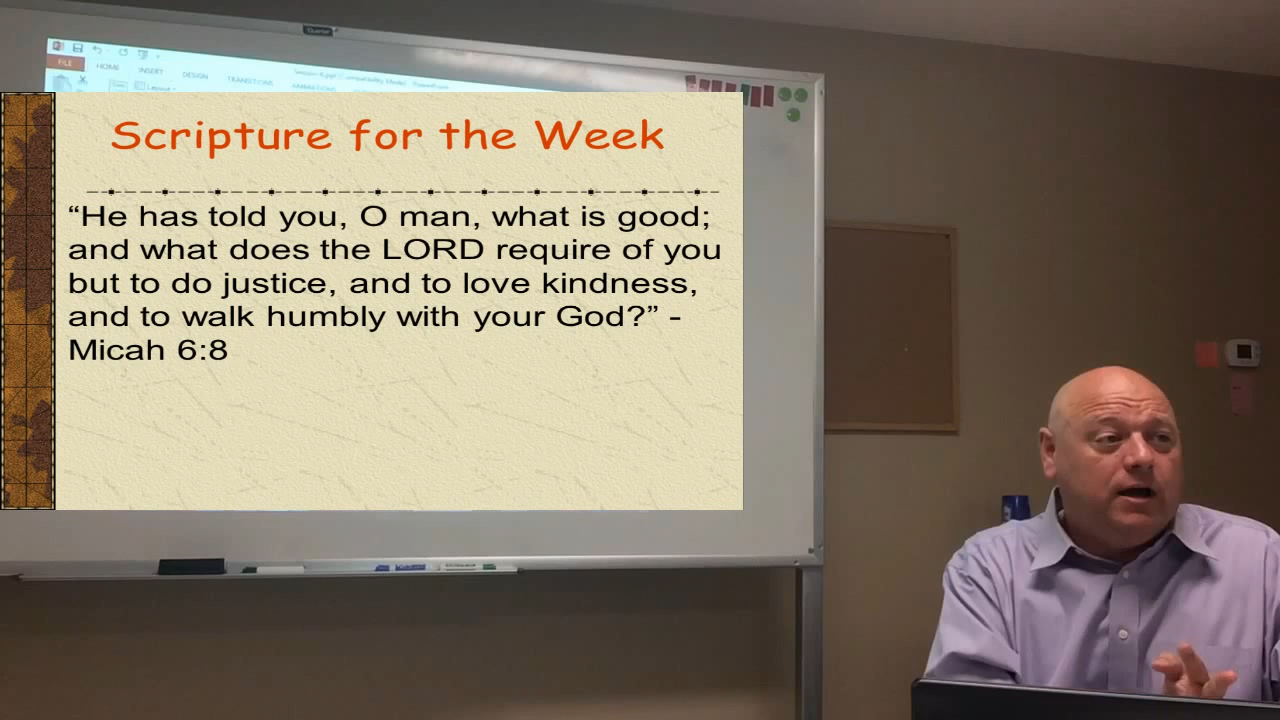 FILE HOME INSERT DESIGN TRANSITIONS
Scripture for the Week
“He has told you, O man, what is good;
and what does the LORD require of you
but to do justice, and to love kindness,
and to walk humbly with your God?” -
Micah 6:8